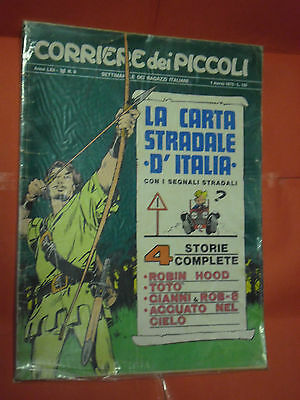 CORRIERE dei PICCOLI
SETTIMANALE DEI RAGAZZI ITALIANI
LA CARTA
STRADALE
•D'ITALIA•
CON I SEGNALI STRADALI
!
?
4 STORIE
COMPLETE
•ROBIN HOOD
•TOTO'
•GIANNI & ROB-8
•AGGUATO NEL
CIELO